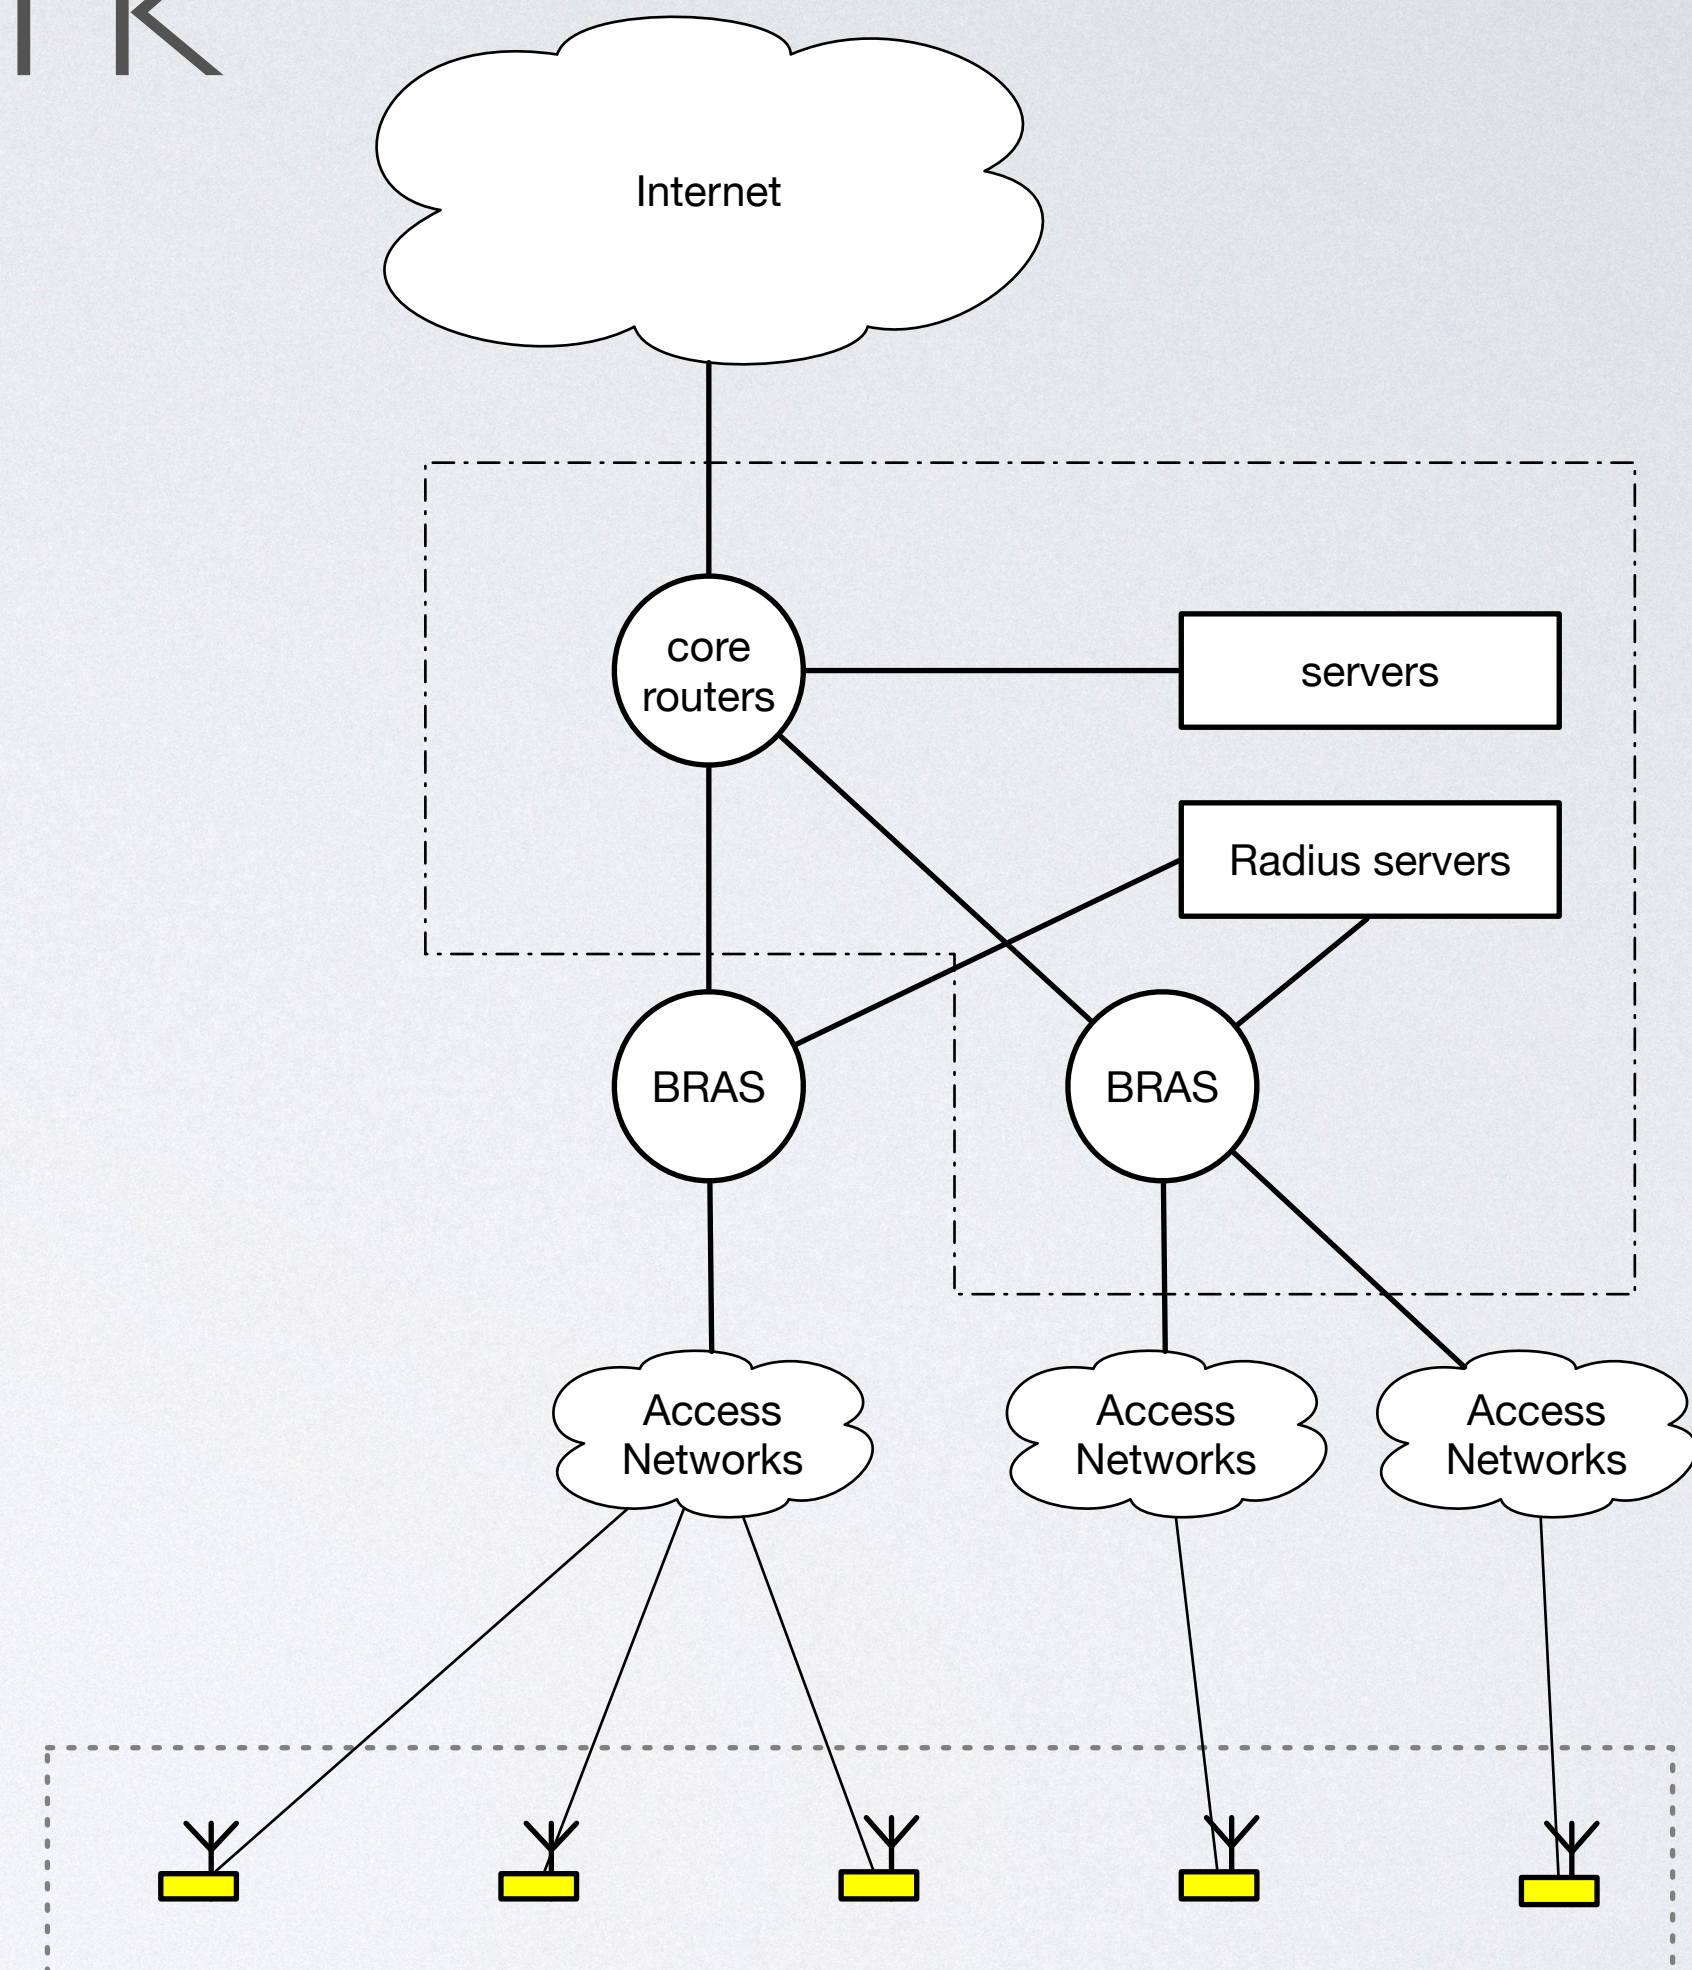 Internet
core
routers
servers
Radius servers
BRAS
BRAS
Access
Networks
Access
Networks
Access
Networks